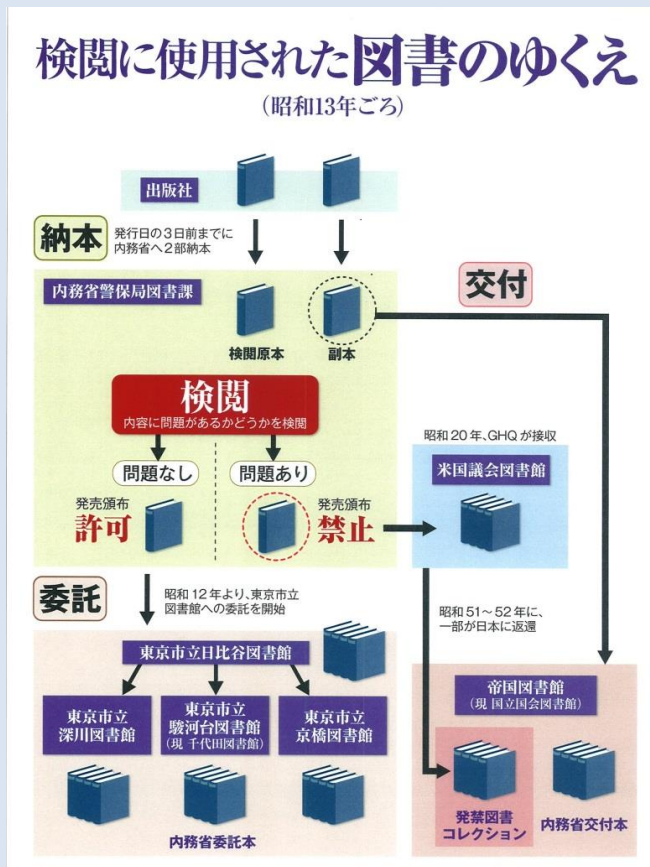 検閲に使用された図書のゆくえ
（昭和13年ごろ）
出版社
納本
発行日の3日前までに
内務省へ2部納本
内務省警保局図書課
検閲原本
副本
交付
検閲
内容に問題があるかどうかを検閲
問題なし
問題あり
発売頒布
許可
発売頒布
禁止
昭和20年、GHQが接収
米国議会図書館
委託
昭和12年より、東京市立
図書館への委託を開始
昭和51～52年に、
一部が日本に返還
東京市立日比谷図書館
東京市立
深川図書館
東京市立
駿河台図書館
（現 千代田図書館）
東京市立
京橋図書館
内務省委託本
帝国図書館
（現 国立国会図書館）
発禁図書
コレクション
内務省交付本